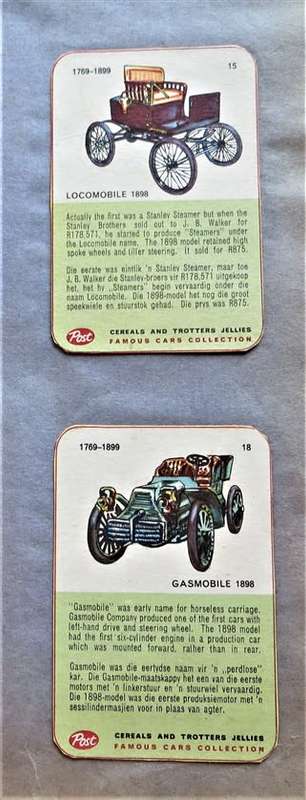 1769-1899
15
LOCOMOBILE 1898
Actually the first was a Stanley Steamer but when the
Stanley Brothers sold out to J. B. Walker for
R178.571, he started to produce "Steamers" under
the Locomobile name. The 1898 model retained high
spoke wheels and tiller steering. It sold for R875.
Die eerste was eintlik 'n Stanley Steamer, maar toe
J. B. Walker die Stanley-broers vir R178,571 uitgekoop
het, het hy „Steamers" begin vervaardig onder die
naam Locomobile. Die 1898-model het nog die groot
speekwiele en stuurstok gehad. Die prys was R875.
Post
CEREALS AND TROTTERS JELLIES
FAMOUS CARS COLLECTION
1769-1899
18
GASMOBILE 1898
"Gasmobile" was early name for horseless carriage.
Gasmobile Company produced one of the first cars with
left-hand drive and steering wheel. The 1898 model
had the first six-cylinder engine in a production car
which was mounted forward, rather than in rear.
Gasmobile was die eertydse naam vir 'n „perdlose"
kar. Die Gasmobile-maatskappy het een van die eerste
motors met 'n linkerstuur en 'n stuurwiel vervaardig.
Die 1898-model was die eerste produksiemotor met 'n
sessilindermasjien voor in plaas van agter.
Post
CEREALS AND TROTTERS JELLIES
FAMOUS CARS COLLECTION